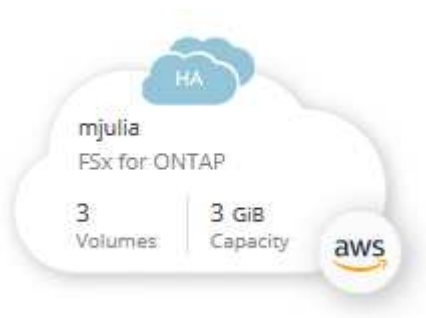 HA
mjulia
FSx for ONTAP
3 3 GiB
Volumes Capacity
aws